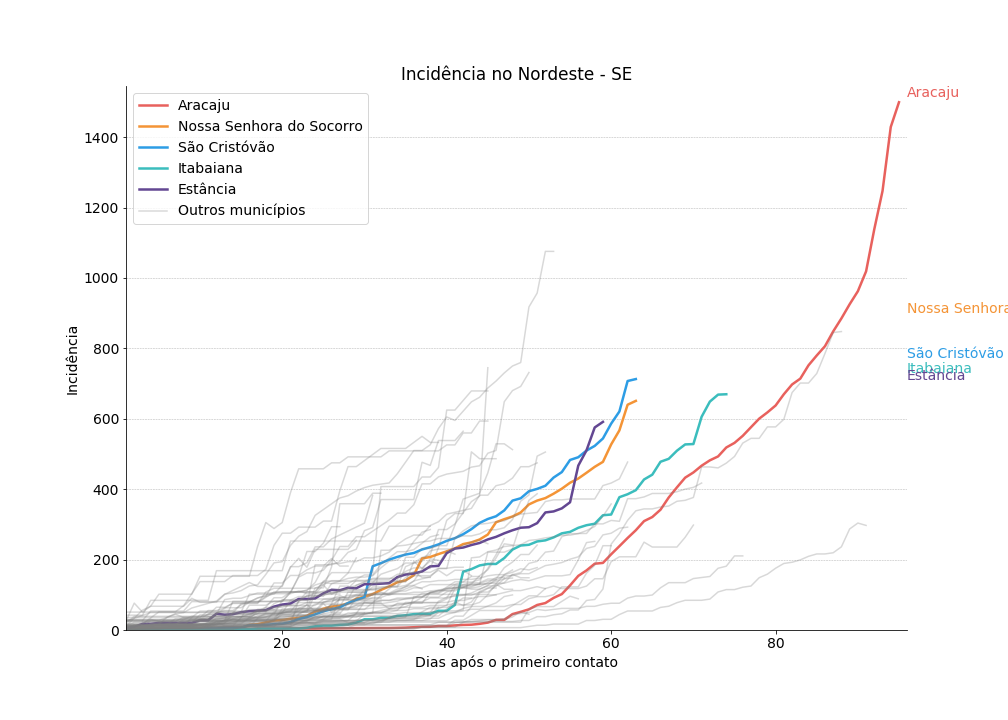 Incidência no Nordeste - SE
Aracaju
Nossa Senhora do Socorro
São Cristóvão
Itabaiana
Estância
Outros municípios
Aracaju
Nossa Senhora
São Cristóvão
Itabaiana
Estância
1400
1200
1000
800
600
400
200
0
Incidência
20 40 60 80
Dias após o primeiro contato